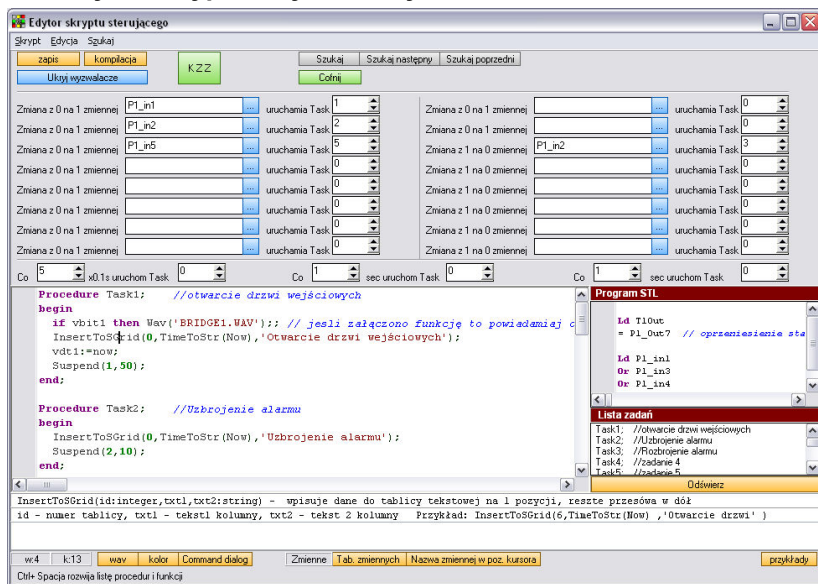 Edytor skryptu sterującego
Skrypt Edycja Szukaj
zapis kompilacja KZZ Szukaj Szukaj następny Szukaj poprzedni
Ukryj wyzwalacze Cofnij
Zmiana z 0 na 1 zmiennej P1_in1 ... uruchamia Task 1 Zmiana z 0 na 1 zmiennej ... uruchamia Task 0
Zmiana z 0 na 1 zmiennej P1_in2 ... uruchamia Task 2 Zmiana z 0 na 1 zmiennej ... uruchamia Task 0
Zmiana z 0 na 1 zmiennej P1_in5 ... uruchamia Task 5 Zmiana z 1 na 0 zmiennej P1_in2 ... uruchamia Task 3
Zmiana z 0 na 1 zmiennej ... uruchamia Task 0 Zmiana z 1 na 0 zmiennej ... uruchamia Task 0
Zmiana z 0 na 1 zmiennej ... uruchamia Task 0 Zmiana z 1 na 0 zmiennej ... uruchamia Task 0
Zmiana z 0 na 1 zmiennej ... uruchamia Task 0 Zmiana z 1 na 0 zmiennej ... uruchamia Task 0
Zmiana z 0 na 1 zmiennej ... uruchamia Task 0 Zmiana z 1 na 0 zmiennej ... uruchamia Task 0
Zmiana z 0 na 1 zmiennej ... uruchamia Task 0 Zmiana z 1 na 0 zmiennej ... uruchamia Task 0
Co 5 x0.1s uruchom Task 0 Co 1 sec uruchom Task 0 Co 1 sec uruchom Task 0
Procedure Task1; //otwarcie drzwi wejściowych
begin
if vbit1 then Wav('BRIDGE1.WAV');; // jesli załączono funkcję to powiadamiaj
InsertToSGrid(0,TimeToStr(Now),'Otwarcie drzwi wejściowych');
vdt1:=now;
Suspend(1,50);
end;
Procedure Task2; //Uzbrojenie alarmu
begin
InsertToSGrid(0,TimeToStr(Now),'Uzbrojenie alarmu');
Suspend(2,10);
end;
Program STL
Ld T10ut
= P1_Out7 // oprzeniesienie sta
Ld P1_in1
Or P1_in3
Or P1_in4
Lista zadań
Task1; //otwarcie drzwi wejściowych
Task2; //Uzbrojenie alarmu
Task3; //Rozbrojenie alarmu
Task4; //zadanie 4
Task5; //zadanie 5
Odśwież
InsertToSGrid(id:integer,txt1,txt2:string) - wpisuje dane do tablicy tekstowej na 1 pozycji, reszte przesówa w dół
id - numer tablicy, txt1 - tekst1 kolumny, txt2 - tekst 2 kolumny Przykład: InsertToSGrid(6,TimeToStr(Now) ,'Otwarcie drzwi' )
w:4 k:13 wav kolor Command dialog Zmienne Tab. zmiennych Nazwa zmiennej w poz. kursora przykłady
Ctrl+ Spacja rozwija listę procedur i funkcji